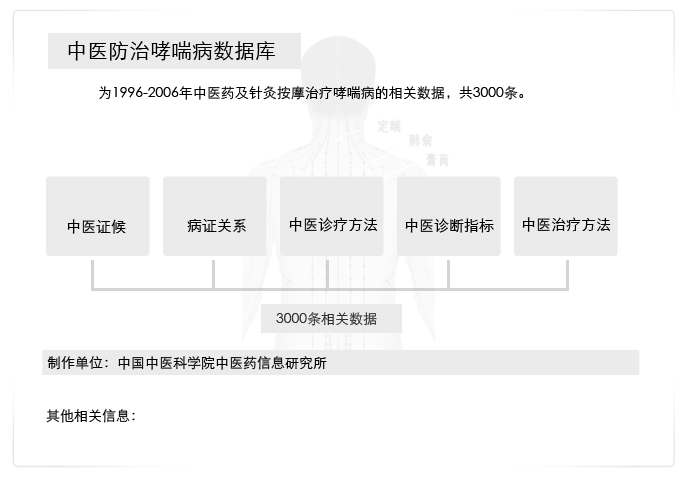 中医防治哮喘病数据库
为1996-2006年中医药及针灸按摩治疗哮喘病的相关数据，共3000条。
定喘
肺俞
膏肓
中医证候
病证关系
中医诊疗方法
中医诊断指标
中医治疗方法
3000条相关数据
制作单位：中国中医科学院中医药信息研究所
其他相关信息：